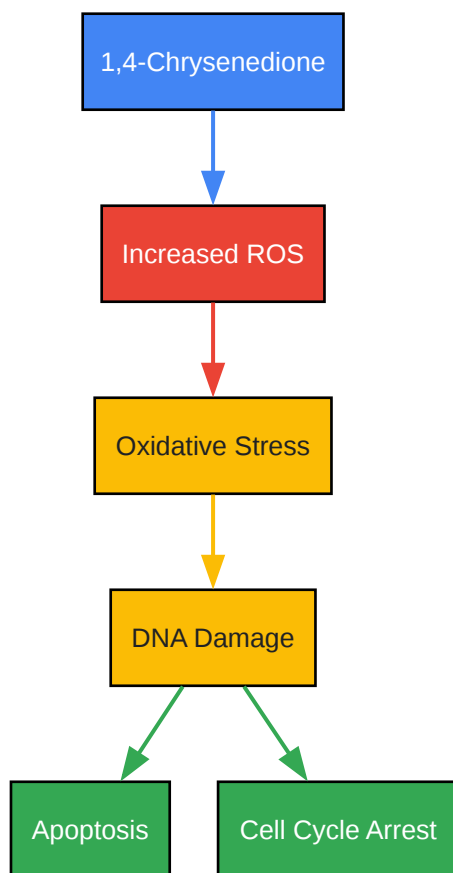 1,4-Chrysenedione
Increased ROS
Oxidative Stress
DNA Damage
Apoptosis
Cell Cycle Arrest